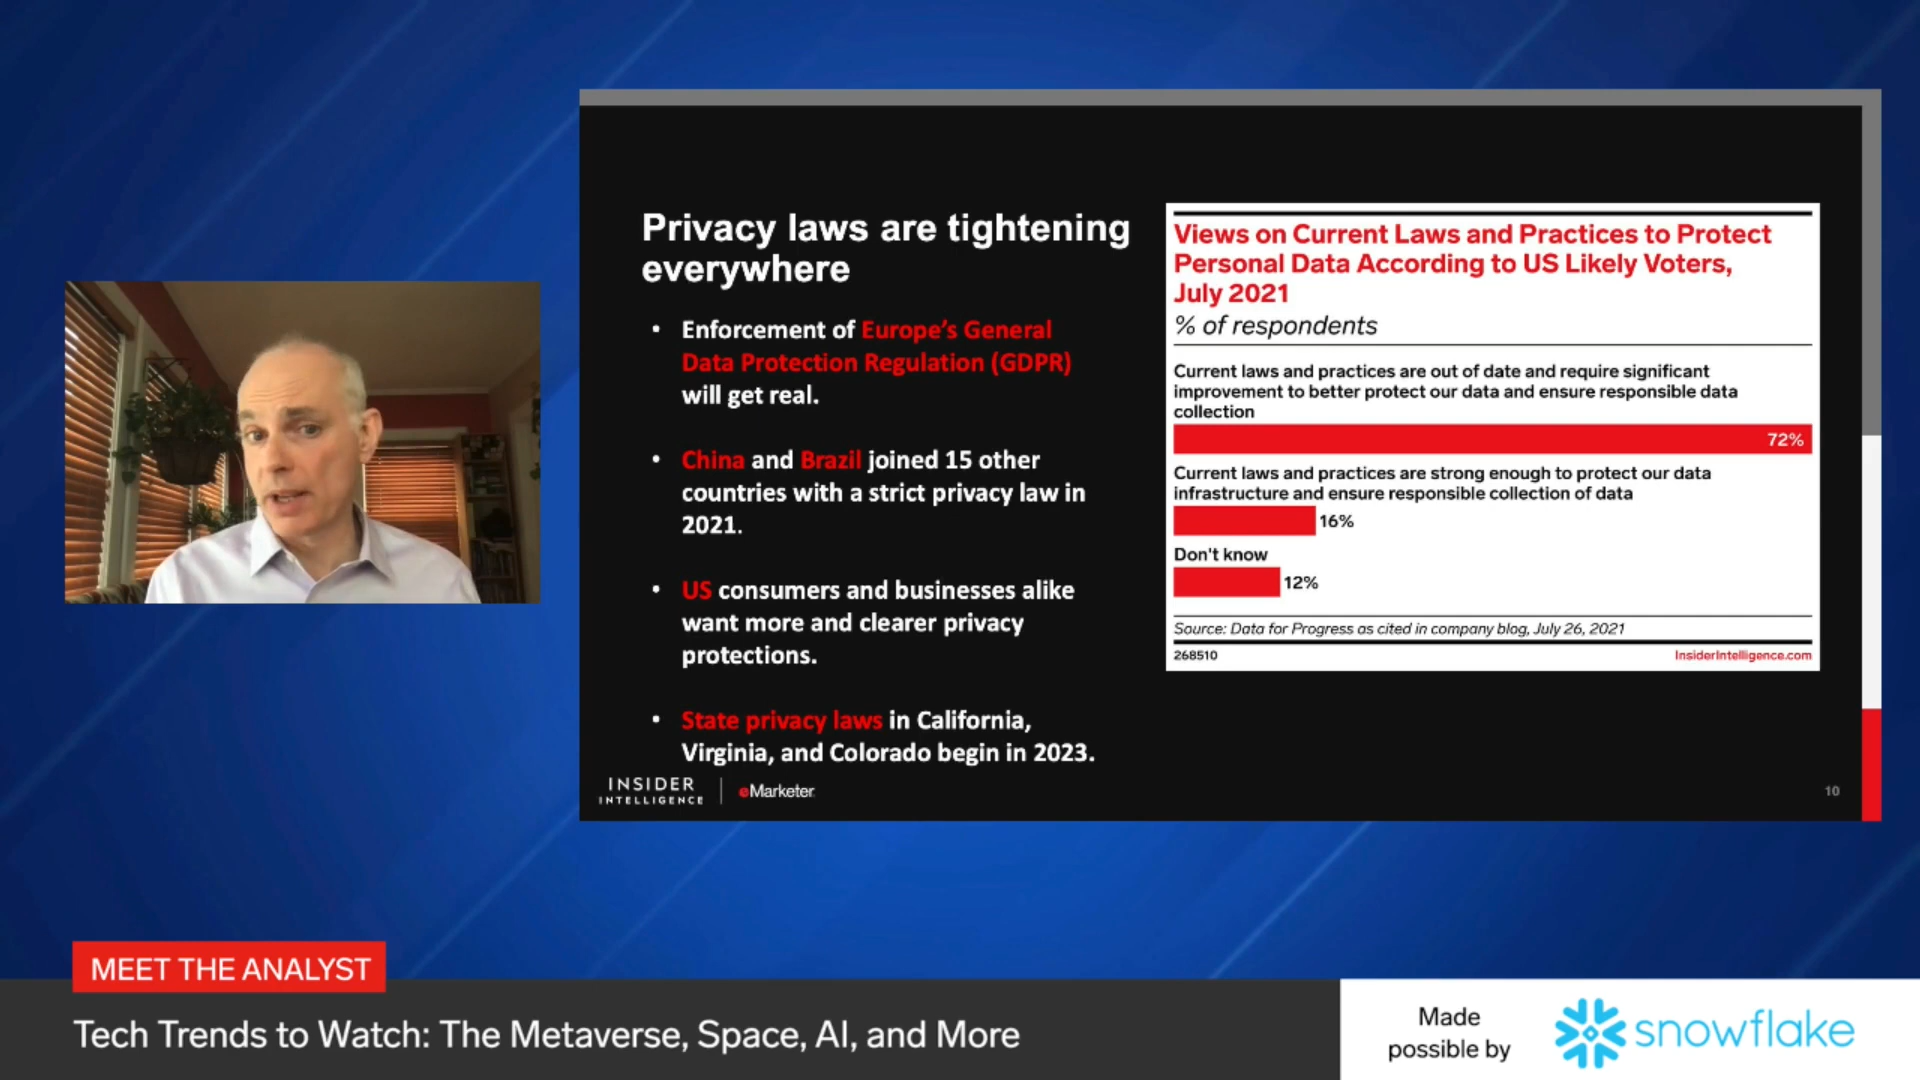 Privacy laws are tightening
everywhere
• Enforcement of Europe's General
Data Protection Regulation (GDPR)
will get real.
• China and Brazil joined 15 other
countries with a strict privacy law in
2021.
• US consumers and businesses alike
want more and clearer privacy
protections.
• State privacy laws in California,
Virginia, and Colorado begin in 2023.
INSIDER
INTELLIGENCE
eMarketer
Views on Current Laws and Practices to Protect
Personal Data According to US Likely Voters,
July 2021
% of respondents
Current laws and practices are out of date and require significant
improvement to better protect our data and ensure responsible data
collection
72%
Current laws and practices are strong enough to protect our data
infrastructure and ensure responsible collection of data
16%
Don't know
12%
Source: Data for Progress as cited in company blog, July 26, 2021
268510
InsiderIntelligence.com
10
MEET THE ANALYST
Tech Trends to Watch: The Metaverse, Space, AI, and More
Made
possible by
snowflake